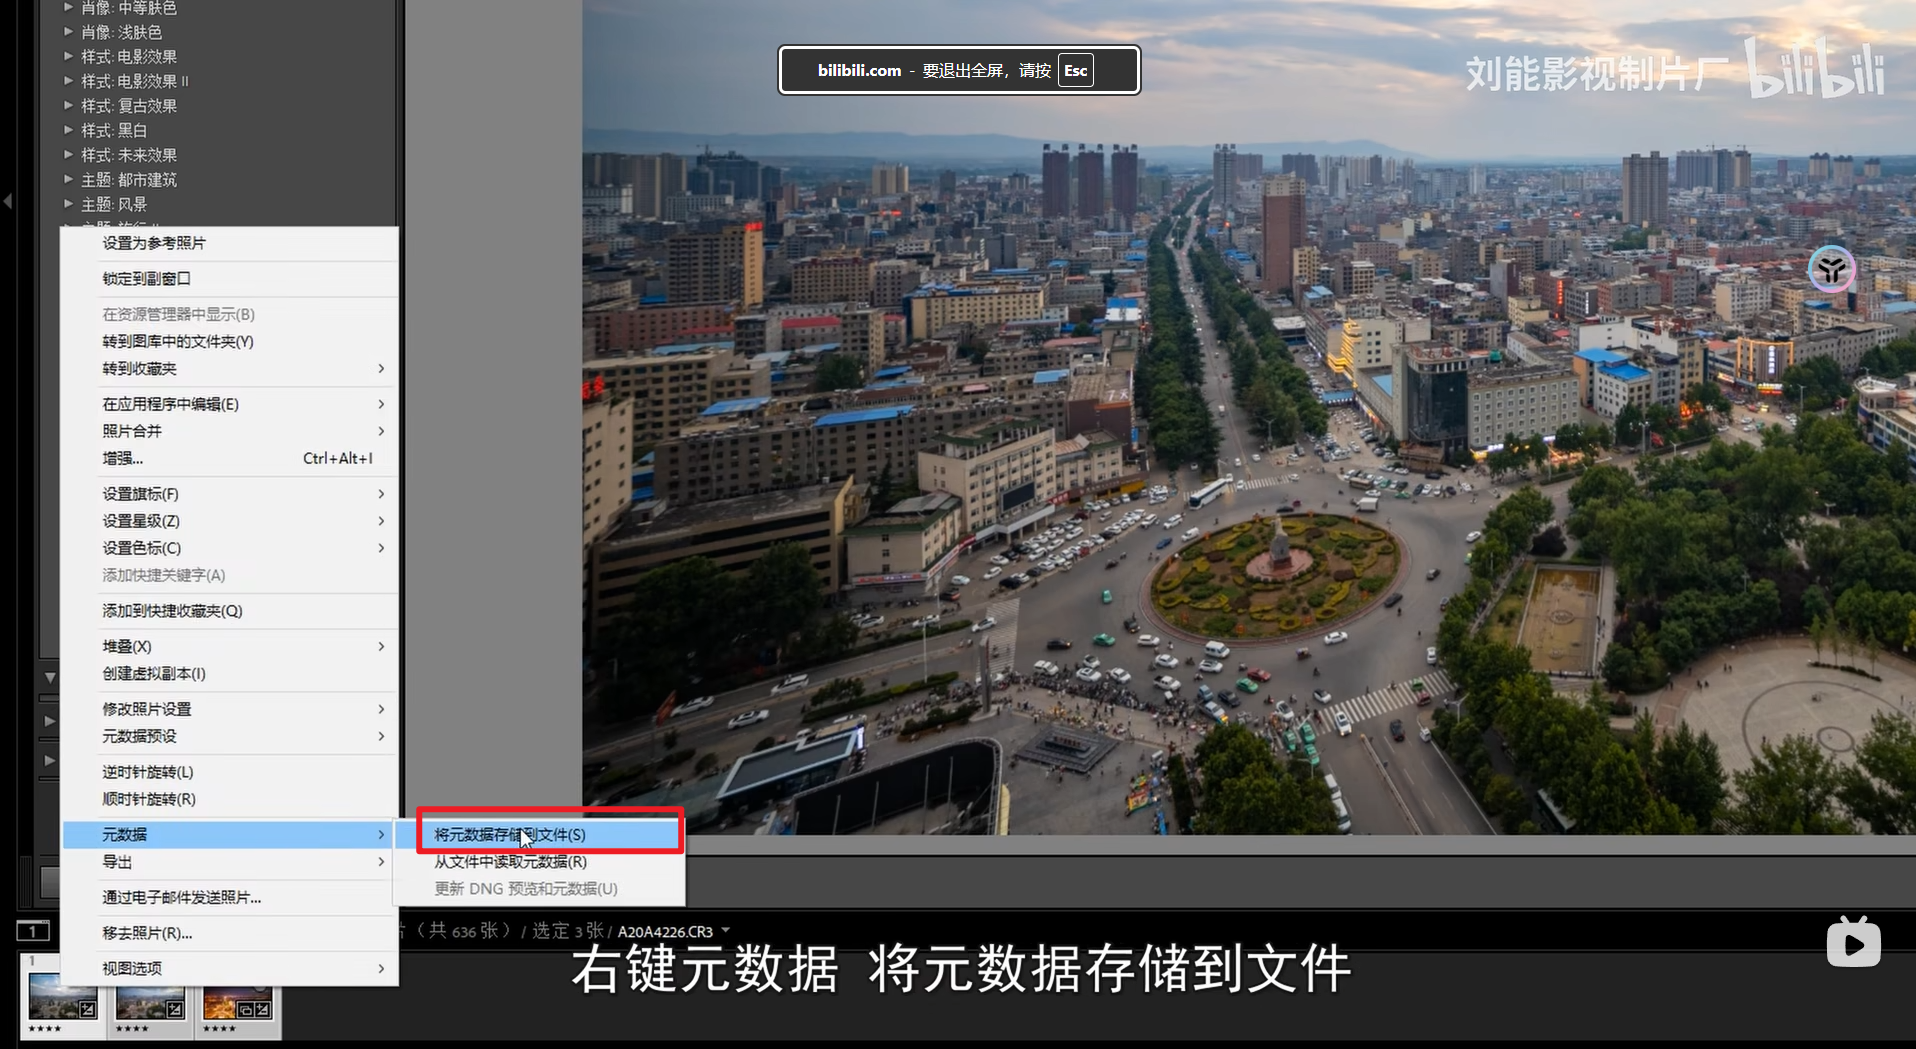 肖像: 中等肤色
肖像: 浅肤色
样式: 电影效果
样式: 电影效果 II
样式: 复古效果
样式: 黑白
样式: 未来效果
主题: 都市建筑
主题: 风景
bilibili.com - 要退出全屏，请按 Esc
刘能影视制片厂 bilibili
设置为参考照片
锁定到副窗口
在资源管理器中显示(B)
转到图库中的文件夹(Y)
转到收藏夹
在应用程序中编辑(E)
照片合并
增强... Ctrl+Alt+I
设置旗标(F)
设置星级(Z)
设置色标(C)
添加快捷关键字(A)
添加到快捷收藏夹(Q)
堆叠(X)
创建虚拟副本(I)
修改照片设置
元数据预设
逆时针旋转(L)
顺时针旋转(R)
元数据
导出
通过电子邮件发送照片...
移去照片(R)...
视图选项
将元数据存储到文件(S)
从文件中读取元数据(R)
更新 DNG 预览和元数据(U)
1
（共 636 张）/ 选定 3 张 / A20A4226.CR3
1
右键元数据 将元数据存储到文件